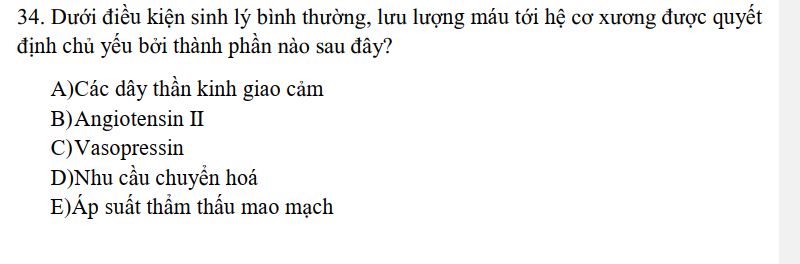 34. Dưới điều kiện sinh lý bình thường, lưu lượng máu tới hệ cơ xương được quyết
định chủ yếu bởi thành phần nào sau đây?
A)Các dây thần kinh giao cảm
B)Angiotensin II
C)Vasopressin
D)Nhu cầu chuyển hoá
E)Áp suất thẩm thấu mao mạch